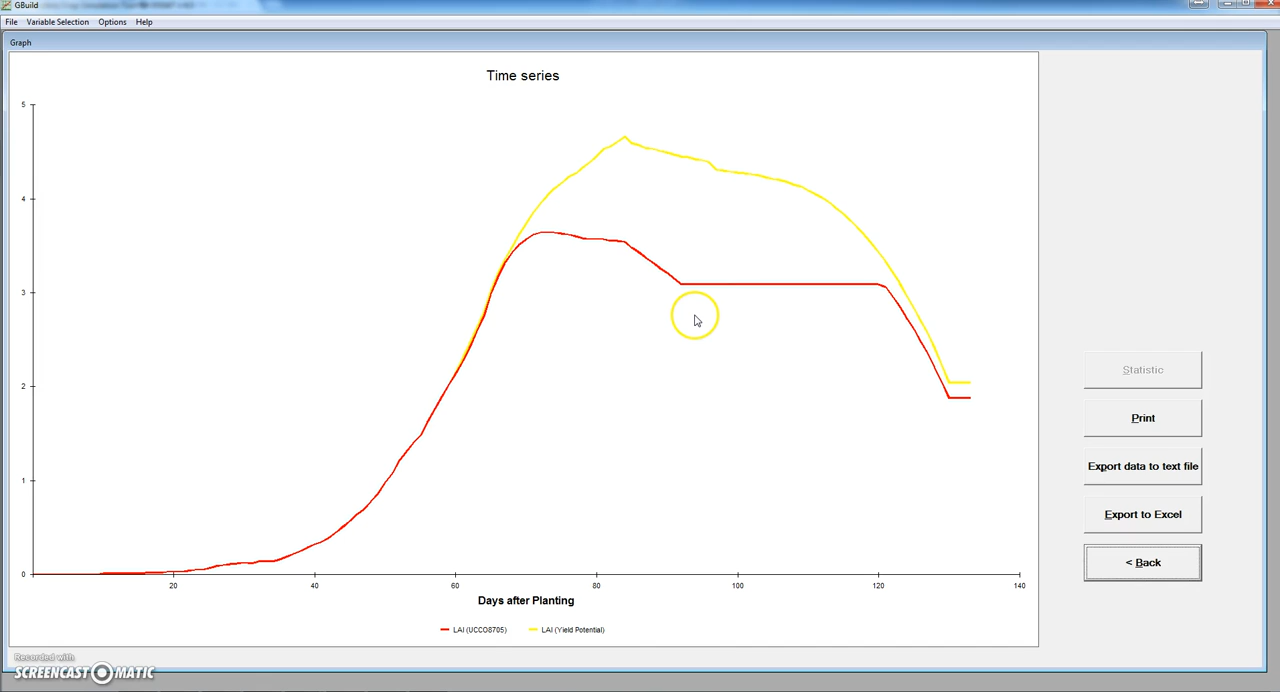 GBuild
File Variable Selection Options Help
Graph
Time series
5
4
3
2
1
0
20 40 60 80 100 120 140
Days after Planting
LAI (UCCO8705) LAI (Yield Potential)
Statistic
Print
Export data to text file
Export to Excel
< Back
Recorded with
SCREENCAST MATIC